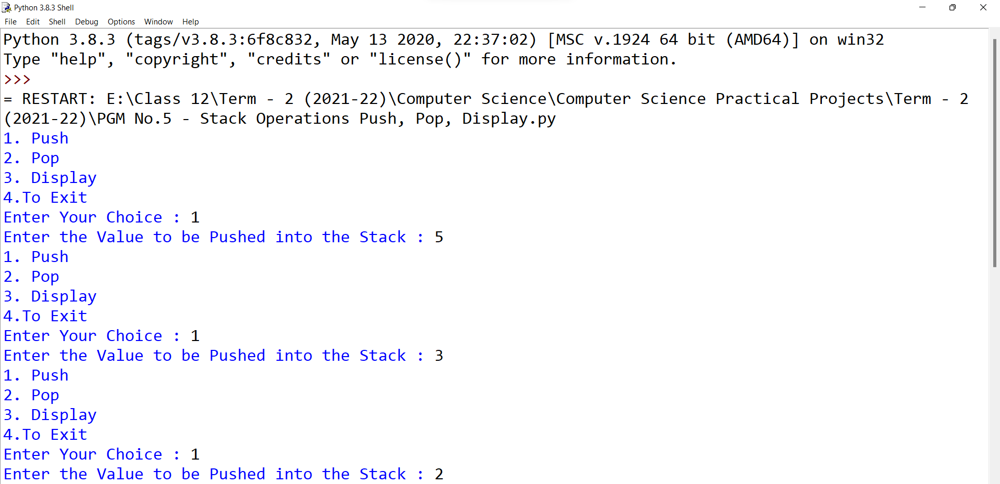 Python 3.8.3 Shell
File Edit Shell Debug Options Window Help
Python 3.8.3 (tags/v3.8.3:6f8c832, May 13 2020, 22:37:02) [MSC v.1924 64 bit (AMD64)] on win32
Type "help", "copyright", "credits" or "license()" for more information.
>>>
= RESTART: E:\Class 12\Term - 2 (2021-22)\Computer Science\Computer Science Practical Projects\Term - 2
(2021-22)\PGM No.5 - Stack Operations Push, Pop, Display.py
1. Push
2. Pop
3. Display
4.To Exit
Enter Your Choice : 1
Enter the Value to be Pushed into the Stack : 5
1. Push
2. Pop
3. Display
4.To Exit
Enter Your Choice : 1
Enter the Value to be Pushed into the Stack : 3
1. Push
2. Pop
3. Display
4.To Exit
Enter Your Choice : 1
Enter the Value to be Pushed into the Stack : 2